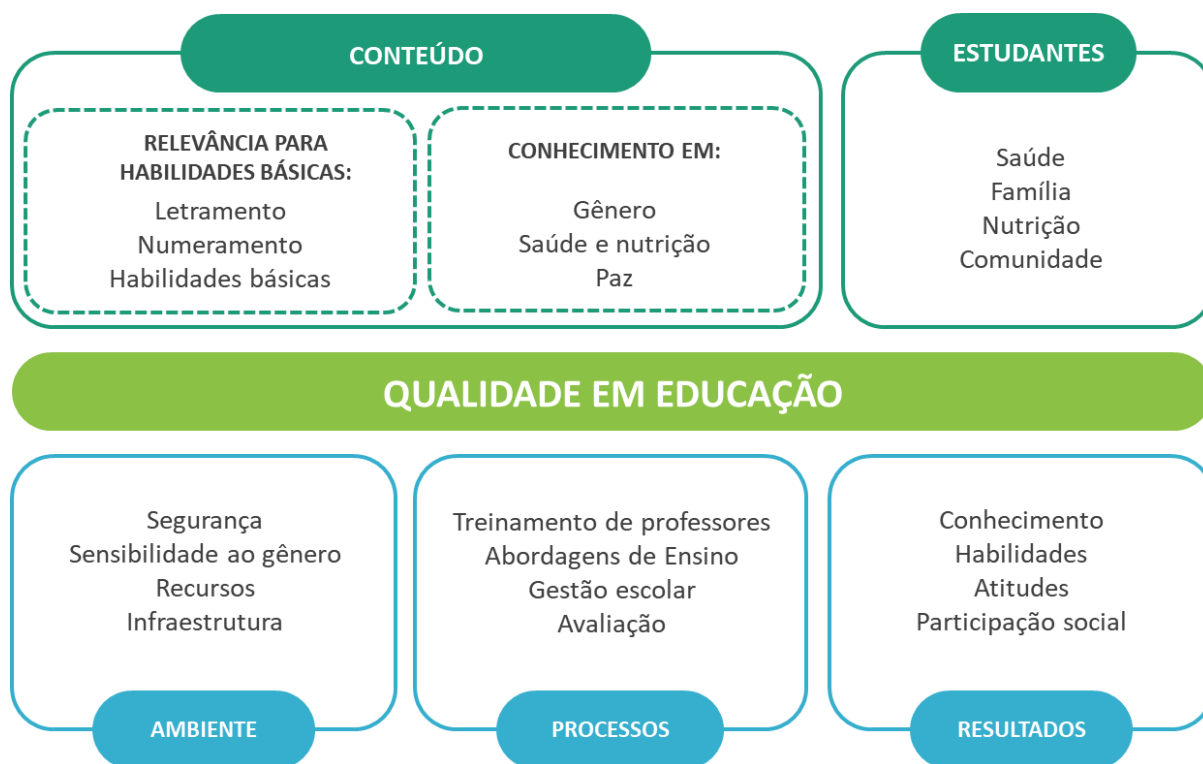 CONTEÚDO
RELEVÂNCIA PARA
HABILIDADES BÁSICAS:
Letramento
Numeramento
Habilidades básicas
CONHECIMENTO EM:
Gênero
Saúde e nutrição
Paz
ESTUDANTES
Saúde
Família
Nutrição
Comunidade
QUALIDADE EM EDUCAÇÃO
Segurança
Sensibilidade ao gênero
Recursos
Infraestrutura
AMBIENTE
Treinamento de professores
Abordagens de Ensino
Gestão escolar
Avaliação
PROCESSOS
Conhecimento
Habilidades
Atitudes
Participação social
RESULTADOS